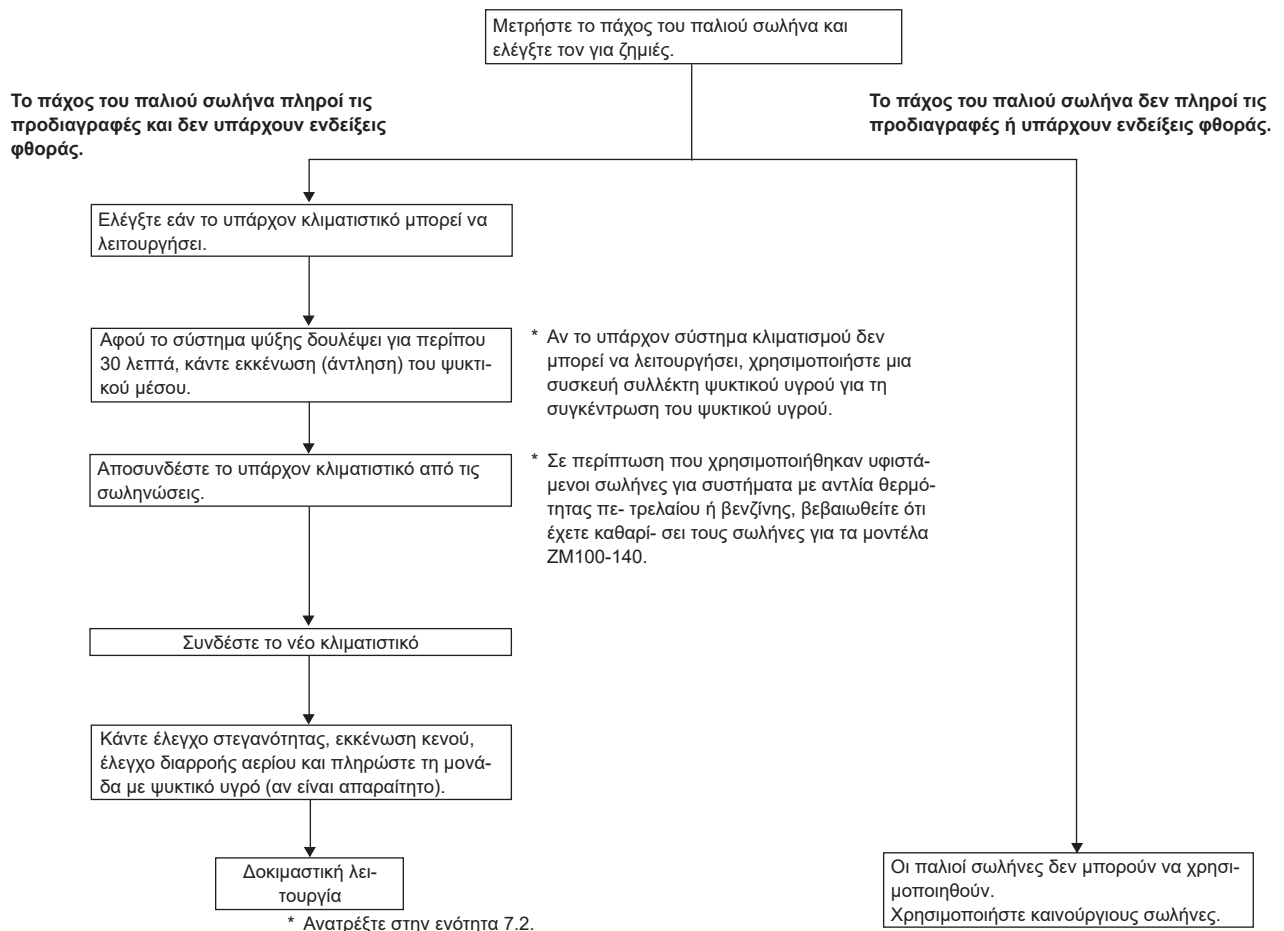 Μετρήστε το πάχος του παλιού σωλήνα και
ελέγξτε τον για ζημιές.
Το πάχος του παλιού σωλήνα πληροί τις
προδιαγραφές και δεν υπάρχουν ενδείξεις
φθοράς.
Το πάχος του παλιού σωλήνα δεν πληροί τις
προδιαγραφές ή υπάρχουν ενδείξεις φθοράς.
Ελέγξτε εάν το υπάρχον κλιματιστικό μπορεί να
λειτουργήσει.
Αφού το σύστημα ψύξης δουλέψει για περίπου
30 λεπτά, κάντε εκκένωση (άντληση) του ψυκτι-
κού μέσου.
* Αν το υπάρχον σύστημα κλιματισμού δεν
μπορεί να λειτουργήσει, χρησιμοποιήστε μια
συσκευή συλλέκτη ψυκτικού υγρού για τη
συγκέντρωση του ψυκτικού υγρού.
Αποσυνδέστε το υπάρχον κλιματιστικό από τις
σωληνώσεις.
* Σε περίπτωση που χρησιμοποιήθηκαν υφιστά-
μενοι σωλήνες για συστήματα με αντλία θερμό-
τητας πε- τρελαίου ή βενζίνης, βεβαιωθείτε ότι
έχετε καθαρί- σει τους σωλήνες για τα μοντέλα
ZM100-140.
Συνδέστε το νέο κλιματιστικό
Κάντε έλεγχο στεγανότητας, εκκένωση κενού,
έλεγχο διαρροής αερίου και πληρώστε τη μονά-
δα με ψυκτικό υγρό (αν είναι απαραίτητο).
Δοκιμαστική λει-
τουργία
* Ανατρέξτε στην ενότητα 7.2.
Οι παλιοί σωλήνες δεν μπορούν να χρησι-
μοποιηθούν.
Χρησιμοποιήστε καινούργιους σωλήνες.